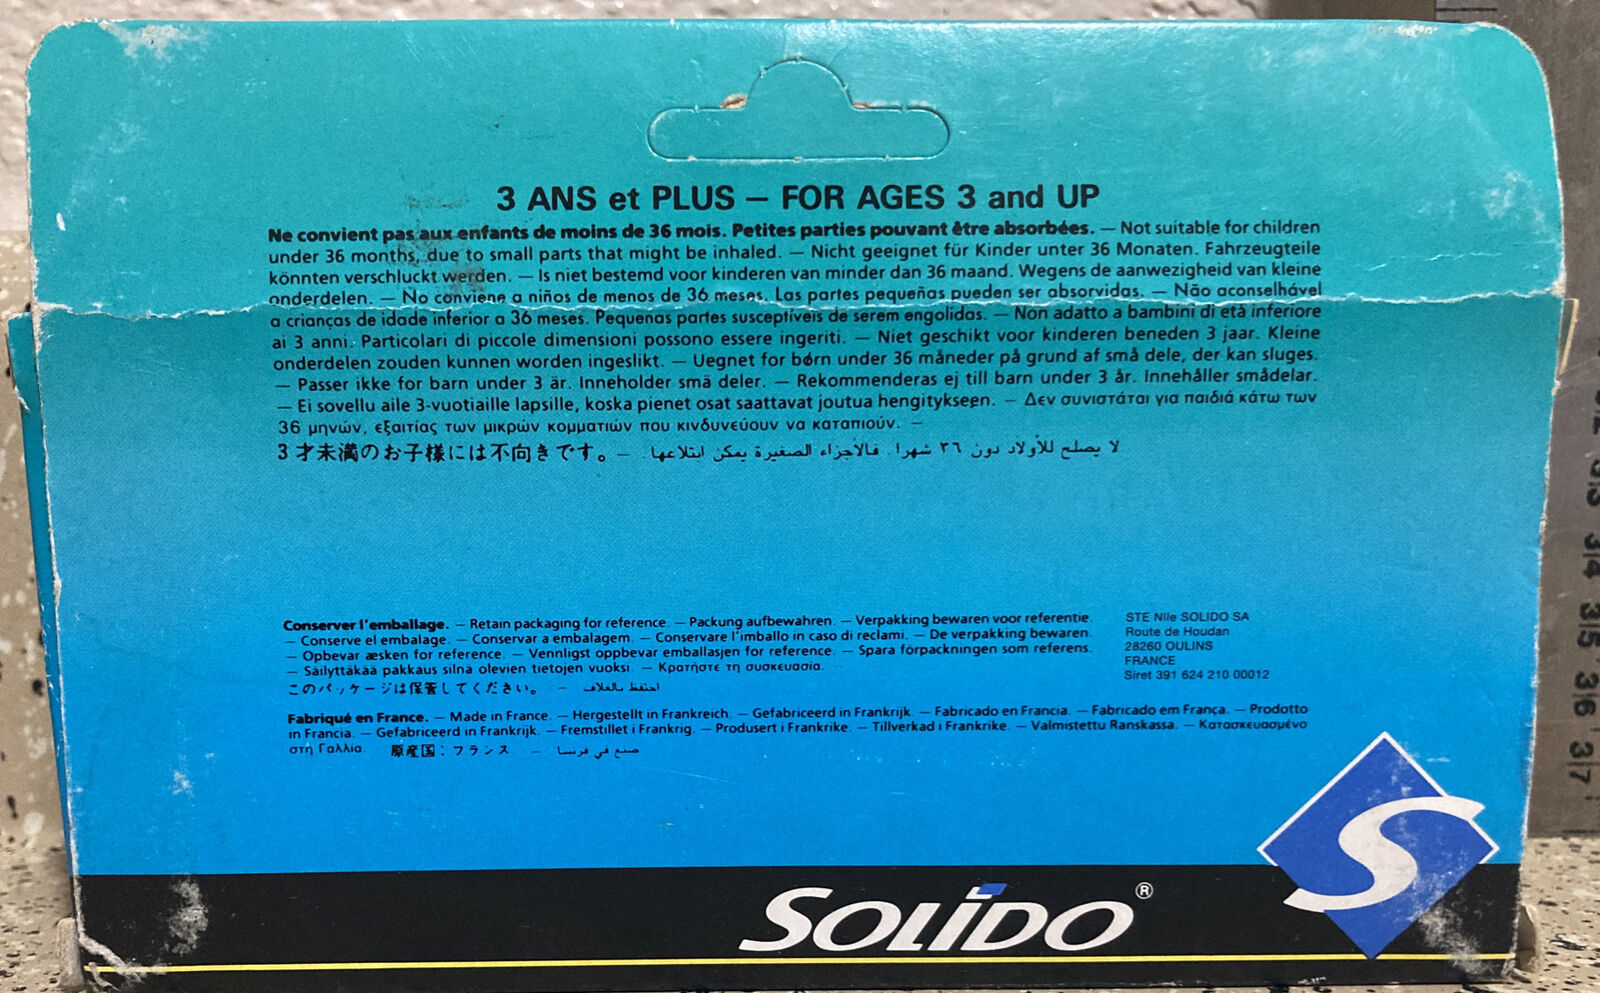 3 ANS et PLUS – FOR AGES 3 and UP
Ne convient pas aux enfants de moins de 36 mois. Petites parties pouvant être absorbées. – Not suitable for children
under 36 months, due to small parts that might be inhaled. – Nicht geeignet für Kinder unter 36 Monaten. Fahrzeugteile
könnten verschluckt werden. – Is niet bestemd voor kinderen van minder dan 36 maand. Wegens de aanwezigheid van kleine
onderdelen. – No conviene a niños de menos de 36 meses. Las partes pequeñas pueden ser absorvidas. – Não aconselhável
a crianças de idade inferior a 36 meses. Pequenas partes susceptíveis de serem engolidas. – Non adatto a bambini di età inferiore
ai 3 anni. Particolari di piccole dimensioni possono essere ingeriti. – Niet geschikt voor kinderen beneden 3 jaar. Kleine
onderdelen zouden kunnen worden ingeslikt. – Uegnet for børn under 36 måneder på grund af små dele, der kan sluges.
– Passer ikke for barn under 3 är. Inneholder smä deler. – Rekommenderas ej till barn under 3 år. Innehåller smådelar.
– Ei sovellu aile 3-vuotiaille lapsille, koska pienet osat saattavat joutua hengitykseen. – Δεν συνιστάται για παιδιά κάτω των
36 μηνών, εξαιτίας των μικρών κομματιών που κινδυνεύουν να καταπιούν. –
3才未満のお子様には不向きです。 – لا يصلح للأولاد دون ٣٦ شهرا. فالأجزاء الصغيرة يمكن ابتلاعها.
Conserver l'emballage. – Retain packaging for reference. – Packung aufbewahren. – Verpakking bewaren voor referentie.
– Conserve el embalage. – Conservar a embalagem. – Conservare l'imballo in caso di reclami. – De verpakking bewaren.
– Opbevar æsken for reference. – Vennligst oppbevar emballasjen for reference. – Spara förpackningen som referens.
– Säilyttäkää pakkaus silnä olevien tietojen vuoksi. – Κρατήστε τη συσκευασία.
このパッケージは保管してください。 – احتفظ بالغلاف
STE Nlle SOLIDO SA
Route de Houdan
28260 OULINS
FRANCE
Siret 391 624 210 00012
Fabriqué en France. – Made in France. – Hergestellt in Frankreich. – Gefabriceerd in Frankrijk. – Fabricado en Francia. – Fabricado em França. – Prodotto
in Francia. – Gefabriceerd in Frankrijk. – Fremstillet i Frankrig. – Produsert i Frankrike. – Tillverkad i Frankrike. – Valmistettu Ranskassa. – Κατασκευασμένο
στη Γαλλία. 原産国：フランス – صنع في فرنسا
S
SOLIDO®
32 33 34 35 36 37